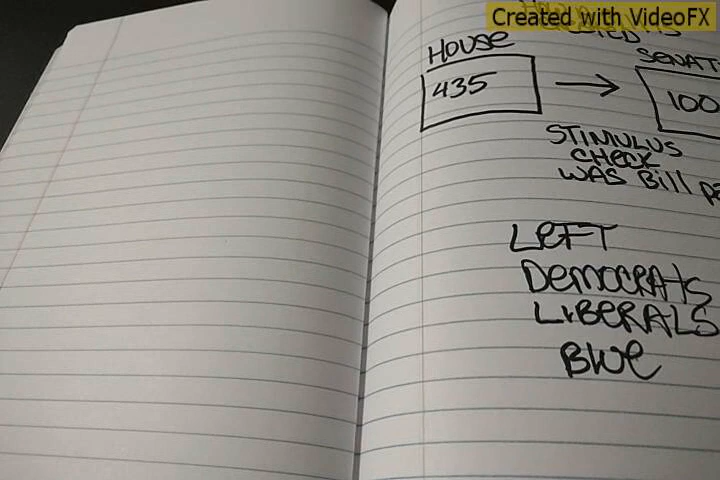 Created with VideoFX
HOUSE
SENAT
435
100
STIMULUS
CHECK
WAS Bill
LeFT
DemocRATS
LIBeRALS
Blue